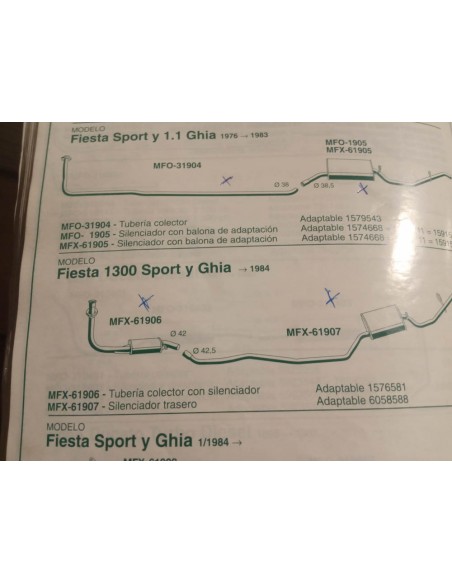 MODELO
Fiesta Sport y 1.1 Ghia 1976 → 1983
MFO-1905
MFX-61905
MFO-31904
Ø 36
Ø 38,5
MFO-31904 - Tubería colector Adaptable 1579543
MFO- 1905 - Silenciador con balona de adaptación Adaptable 1574668
MFX-61905 - Silenciador con balona de adaptación Adaptable 1574668
MODELO
Fiesta 1300 Sport y Ghia → 1984
MFX-61906
Ø 42
Ø 42,5
MFX-61907
MFX-61906 - Tubería colector con silenciador Adaptable 1576581
MFX-61907 - Silenciador trasero Adaptable 6058588
MODELO
Fiesta Sport y Ghia 1/1984 →